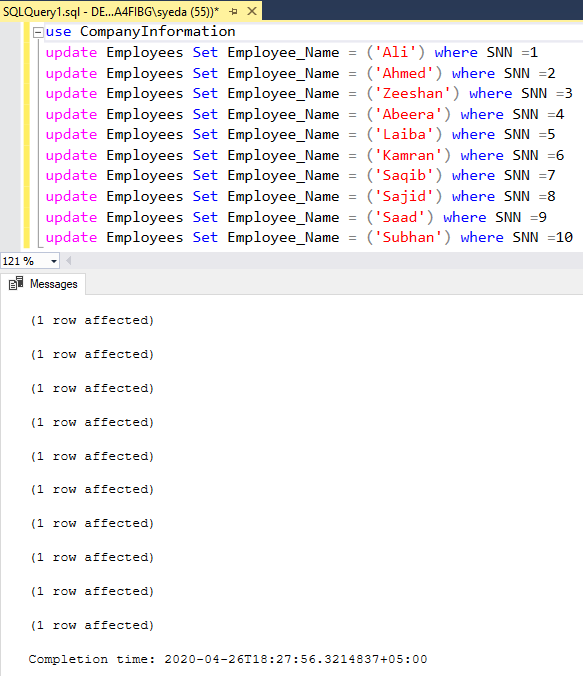 SQLQuery1.sql - DE...A4FIBG\syeda (55))*
use CompanyInformation
update Employees Set Employee_Name = ('Ali') where SNN =1
update Employees Set Employee_Name = ('Ahmed') where SNN =2
update Employees Set Employee_Name = ('Zeeshan') where SNN =3
update Employees Set Employee_Name = ('Abeera') where SNN =4
update Employees Set Employee_Name = ('Laiba') where SNN =5
update Employees Set Employee_Name = ('Kamran') where SNN =6
update Employees Set Employee_Name = ('Saqib') where SNN =7
update Employees Set Employee_Name = ('Sajid') where SNN =8
update Employees Set Employee_Name = ('Saad') where SNN =9
update Employees Set Employee_Name = ('Subhan') where SNN =10
121 %
Messages
(1 row affected)
(1 row affected)
(1 row affected)
(1 row affected)
(1 row affected)
(1 row affected)
(1 row affected)
(1 row affected)
(1 row affected)
(1 row affected)
Completion time: 2020-04-26T18:27:56.3214837+05:00